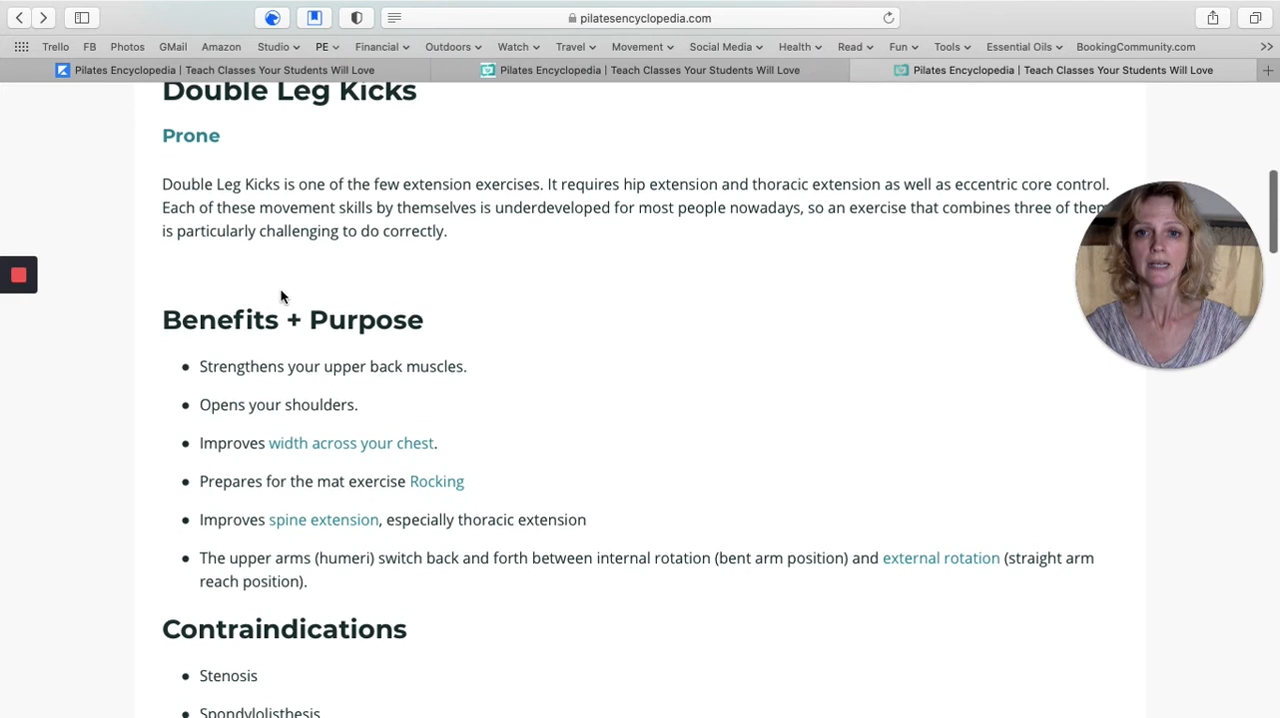 pilatesencyclopedia.com
Trello FB Photos GMail Amazon Studio PE Financial Outdoors Watch Travel Movement Social Media Health Read Fun Tools Essential Oils BookingCommunity.com >>
Pilates Encyclopedia | Teach Classes Your Students Will Love Pilates Encyclopedia | Teach Classes Your Students Will Love Pilates Encyclopedia | Teach Classes Your Students Will Love
Double Leg Kicks
Prone
Double Leg Kicks is one of the few extension exercises. It requires hip extension and thoracic extension as well as eccentric core control.
Each of these movement skills by themselves is underdeveloped for most people nowadays, so an exercise that combines three of them
is particularly challenging to do correctly.
Benefits + Purpose
• Strengthens your upper back muscles.
• Opens your shoulders.
• Improves width across your chest.
• Prepares for the mat exercise Rocking
• Improves spine extension, especially thoracic extension
• The upper arms (humeri) switch back and forth between internal rotation (bent arm position) and external rotation (straight arm
reach position).
Contraindications
• Stenosis
• Spondylolisthesis